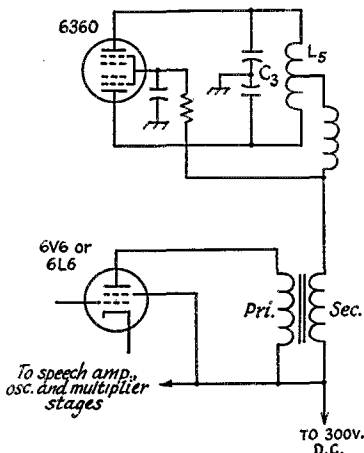 6360
L5
C3
6V6 or
6L6
Pri.
Sec.
To speech amp.,
osc. and multiplier
stages
TO 300V.
D.C.